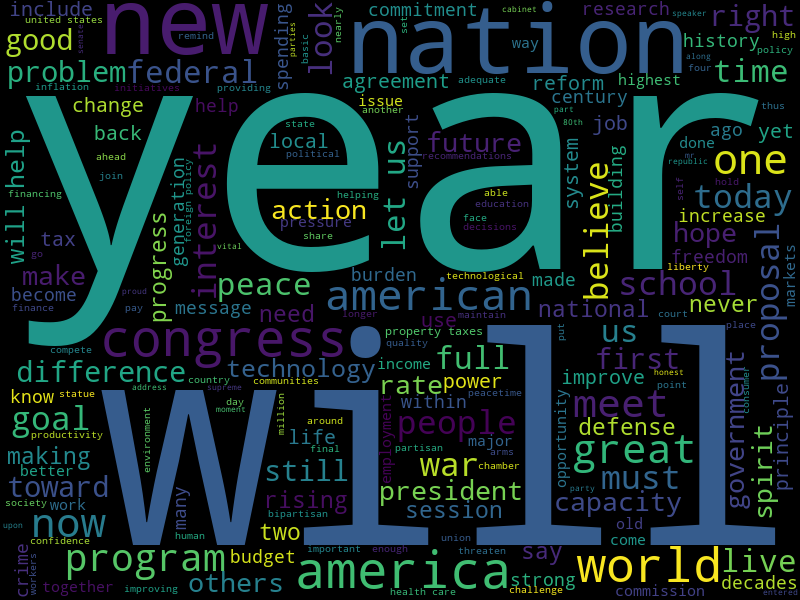 include
united states
senate
remind
new
spending
look
commitment
parties
set
cabinet
nearly
basic
nation
research
way
speaker
right
high
policy
good
history
along
problem
federal
agreement
adequate
reform
highest
four
time
inflation
initiatives
providing
issue
century
thus
year
change
help
another
part
80th
job
done
ago
yet
back
state
local
support
future
system
building
mr
republic
one
ahead
political
let us
recommendations
will help
join
generation
foreign policy
interest
helping
able
education
believe
self
hold
today
financing
action
pressure
share
face
decisions
increase
tax
progress
vital
hope
liberty
go
make
peace
burden
technological
made
school
freedom
proposal
markets
become
proud
message
need
american
national
never
finance
pay
longer
use
maintain
court
place
congress
property taxes
quality
put
us
first
compete
difference
technology
country
income
full
improve
honest
point
government
consumer
know
statue
address
supreme
communities
rate
power
peacetime
meet
principle
will
goal
environment
day
moment
million
around
within
people
opportunity
defense
productivity
life
final
employment
partisan
major
arms
great
spirit
making
better
still
war
chamber
must
toward
many
rising
president
capacity
party
society
work
bipartisan
session
old
upon
now
two
union
come
confidence
human
say
crime
workers
program
budget
important
enough
threaten
world
live
together
improving
others
america
health care
strong
challenge
commission
decades
entered